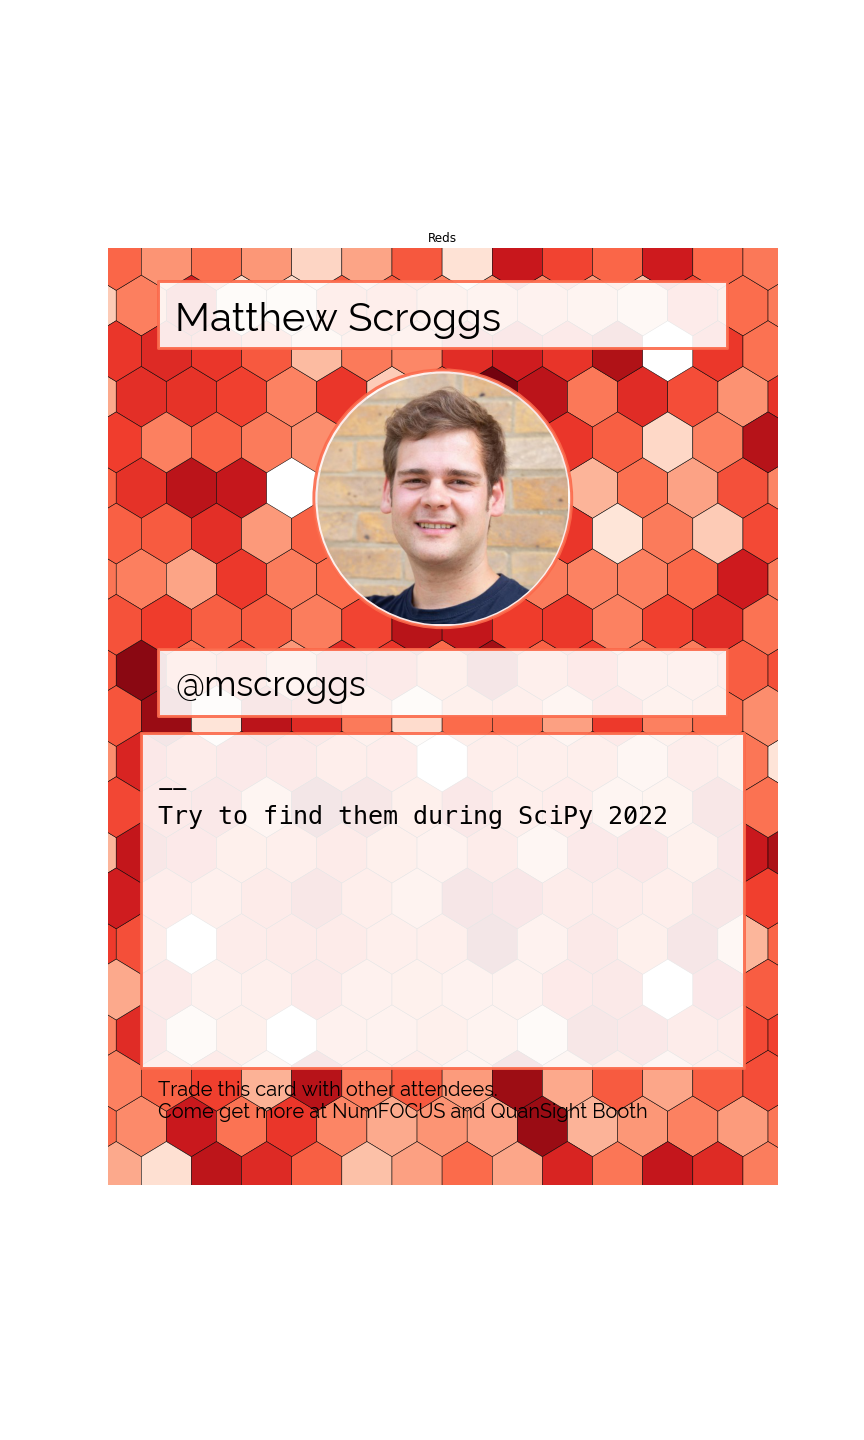 Reds
Matthew Scroggs
@mscroggs
__
Try to find them during SciPy 2022
Trade this card with other attendees.
Come get more at NumFOCUS and QuanSight Booth